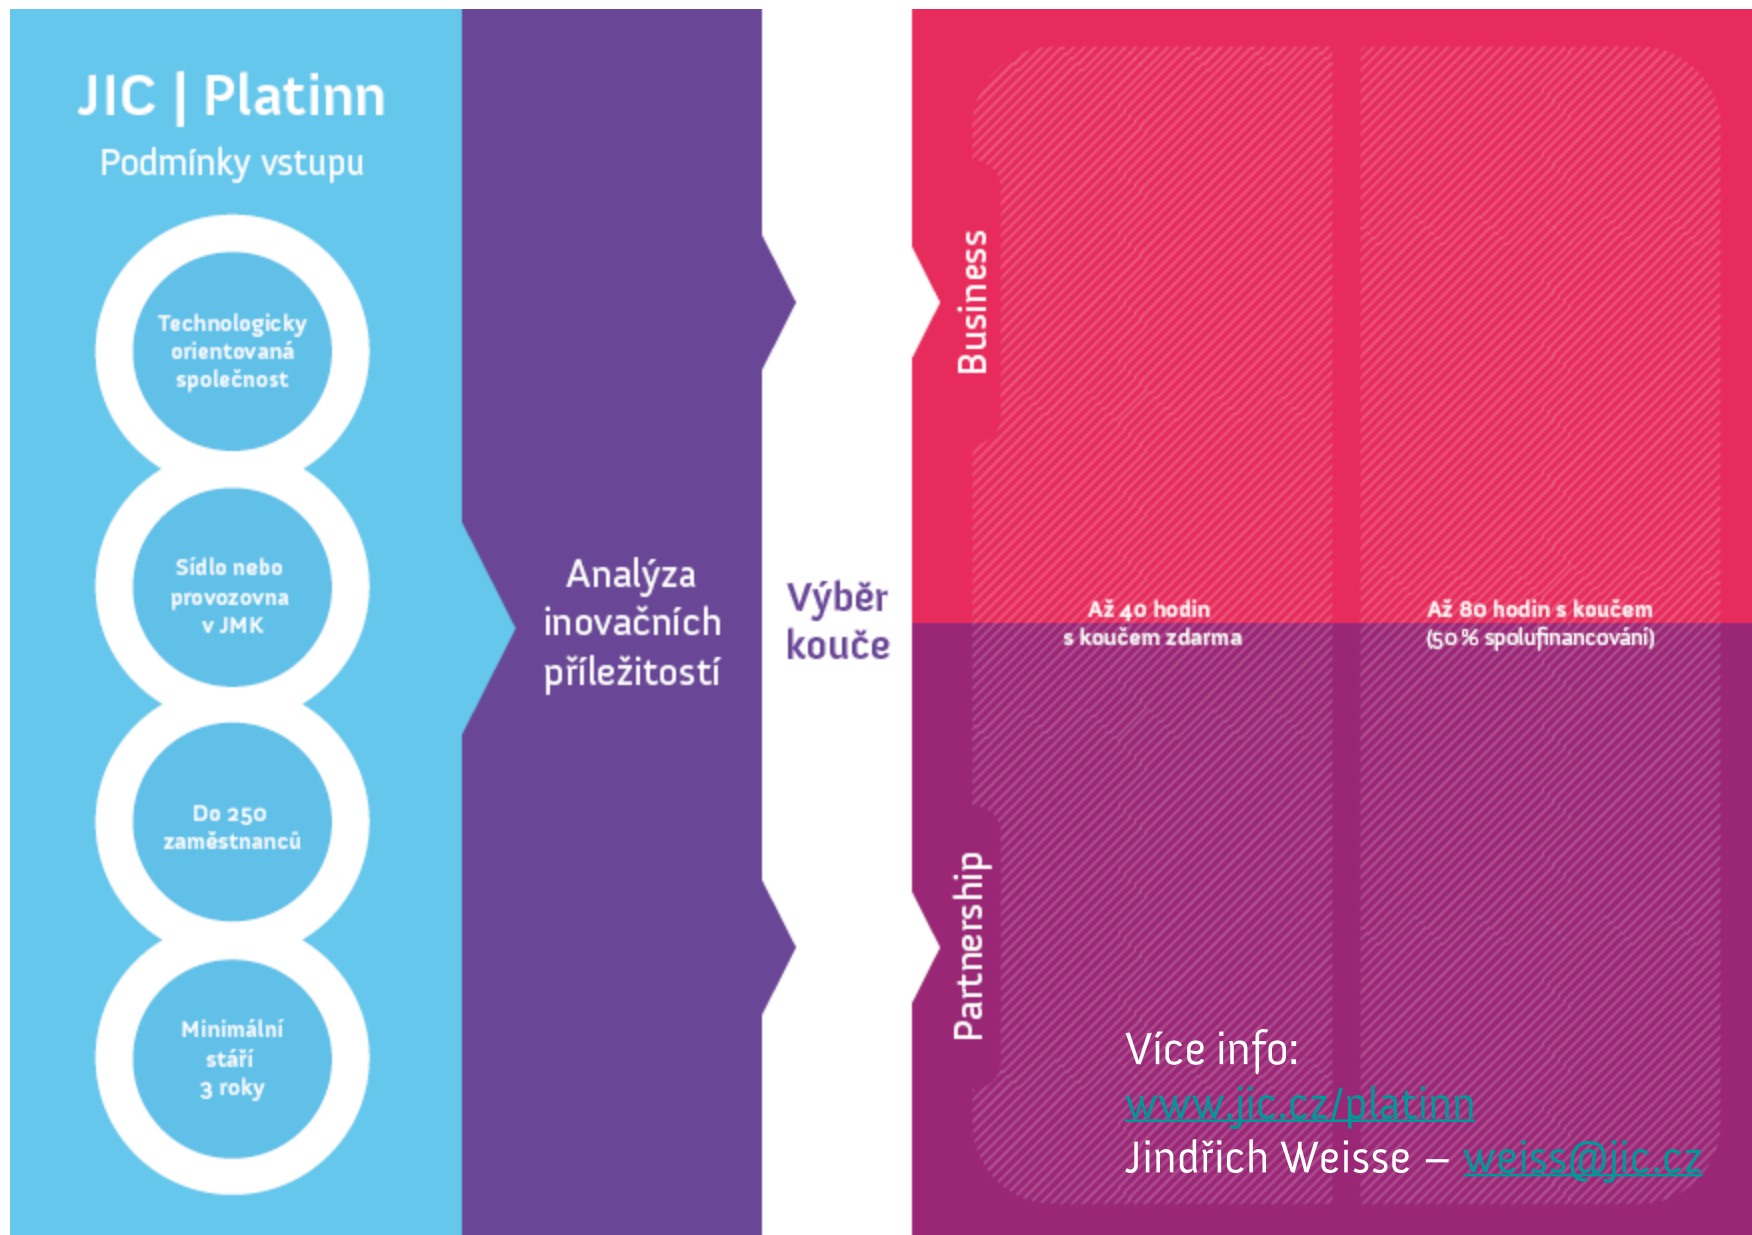 JIC | Platinn
Podmínky vstupu
Technologicky
orientovaná
společnost
Sídlo nebo
provozovna
v JMK
Do 250
zaměstnanců
Minimální
stáří
3 roky
Analýza
inovačních
příležitostí
Výběr
kouče
Business
Partnership
Až 40 hodin
s koučem zdarma
Až 80 hodin s koučem
(50 % spolufinancování)
Více info:
www.jic.cz/platinn
Jindřich Weisse – weiss@jic.cz